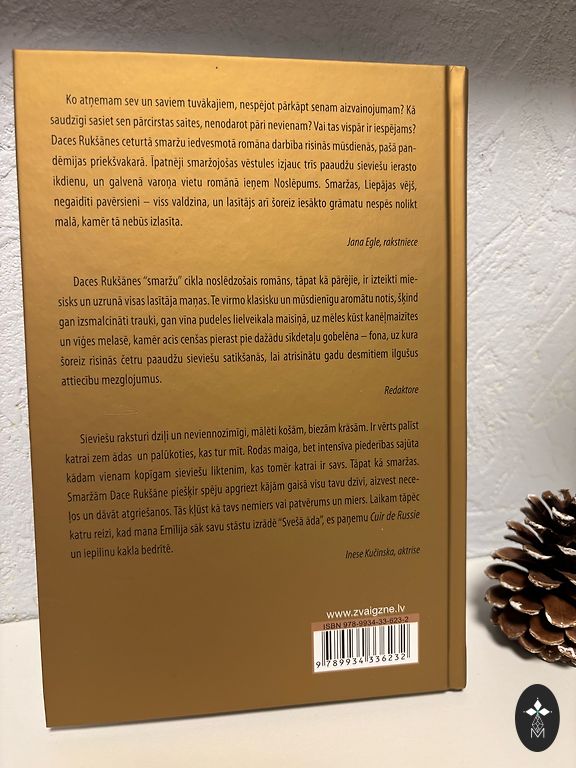 Ko atņemam sev un saviem tuvākajiem, nespējot pārkāpt senam aizvainojumam? Kā
saudzīgi sasiet sen pārcirstas saites, nenodarot pāri nevienam? Vai tas vispār ir iespējams?
Daces Rukšānes ceturtā smaržu iedvesmotā romāna darbība risinās mūsdienās, pašā pan-
dēmijas priekšvakarā. Īpatnēji smaržojošas vēstules izjauc trīs paaudžu sieviešu ierasto
ikdienu, un galvenā varoņa vietu romānā ieņem Noslēpums. Smaržas, Liepājas vējš,
negaidīti pavērsieni – viss valdzina, un lasītājs arī šoreiz iesākto grāmatu nespēs nolikt
malā, kamēr tā nebūs izlasīta.
Jana Egle, rakstniece
Daces Rukšānes "smaržu" cikla noslēdzošais romāns, tāpat kā pārējie, ir izteikti mie-
sisks un uzrunā visas lasītāja maņas. Te virmo klasisku un mūsdienīgu aromātu notis, šķind
gan izsmalcināti trauki, gan vīna pudeles lielveikala maisiņā, uz mēles kūst kanēļmaizītes
un vīģes melasē, kamēr acis cenšas pierast pie dažādu sīkdetaļu gobelēna – fona, uz kura
šoreiz risinās četru paaudžu sieviešu satikšanās, lai atrisinātu gadu desmitiem ilgušus
attiecību mezglojumus.
Redaktore
Sieviešu raksturi dziļi un neviennozīmīgi, mālēti košām, biezām krāsām. Ir vērts palīst
katrai zem ādas un palūkoties, kas tur mīt. Rodas maiga, bet intensīva piederības sajūta
kādam vienam kopīgam sieviešu liktenim, kas tomēr katrai ir savs. Tāpat kā smaržas.
Smaržām Dace Rukšāne piešķir spēju apgriezt kājām gaisā visu tavu dzīvi, aizvest nece-
ļos un dāvāt atgriešanos. Tās kļūst kā tavs nemiers vai patvērums un miers. Laikam tāpēc
katru reizi, kad mana Emīlija sāk savu stāstu izrādē "Svešā āda", es paņemu Cuir de Russie
un iepilinu kakla bedrītē.
Inese Kučinska, aktrise
www.zvaigzne.lv
ISBN 978-9934-33-623-2
9 789934 336232
M